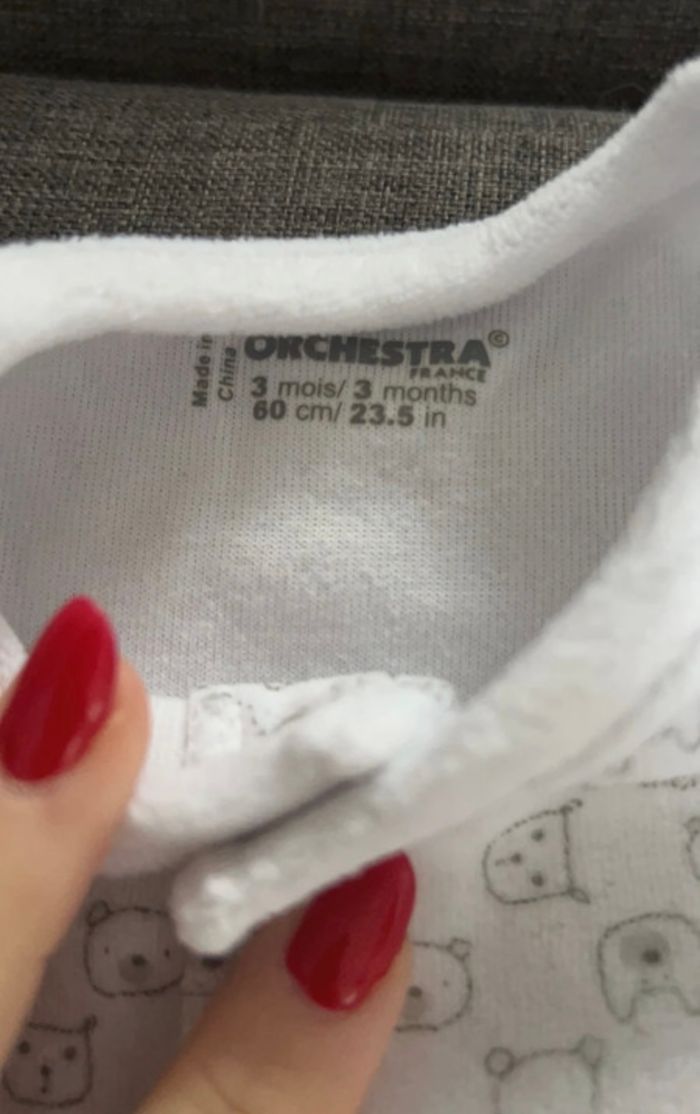 ORCHESTRA©
FRANCE
3 mois/ 3 months
60 cm/ 23.5 in
Made in
China